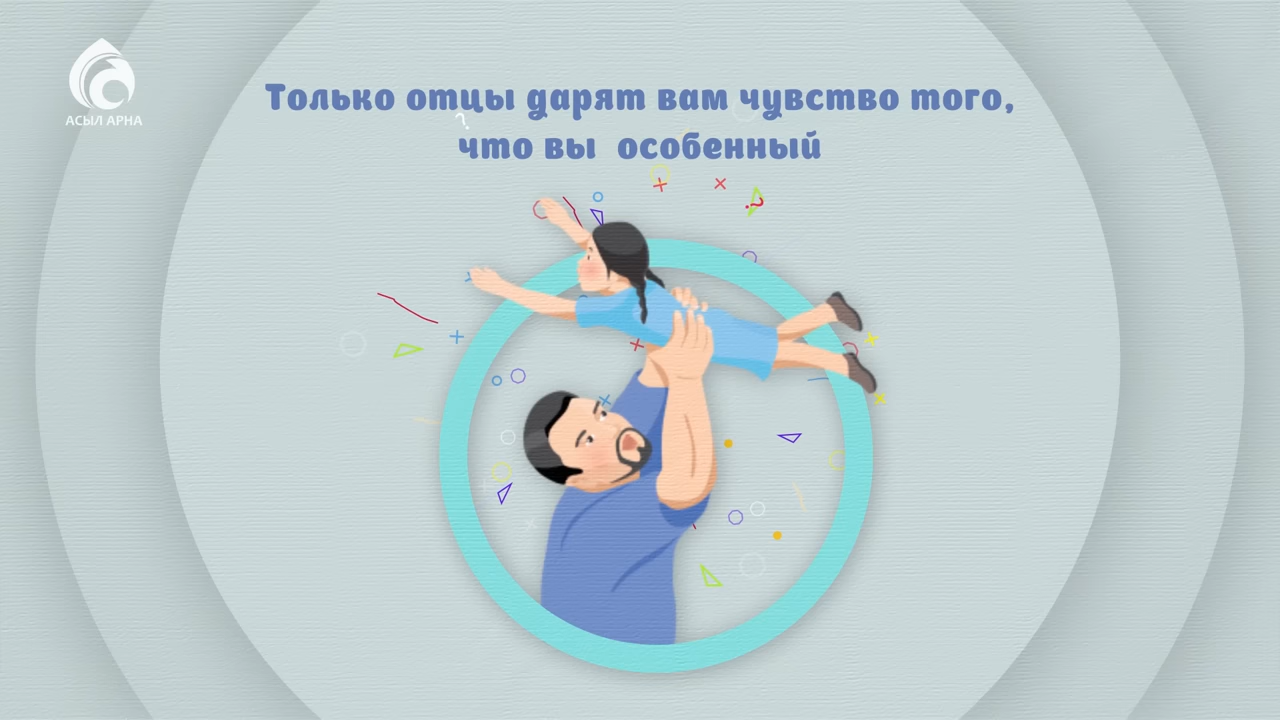 АСЫЛ АРНА
Только отцы дарят вам чувство того,
что вы особенный